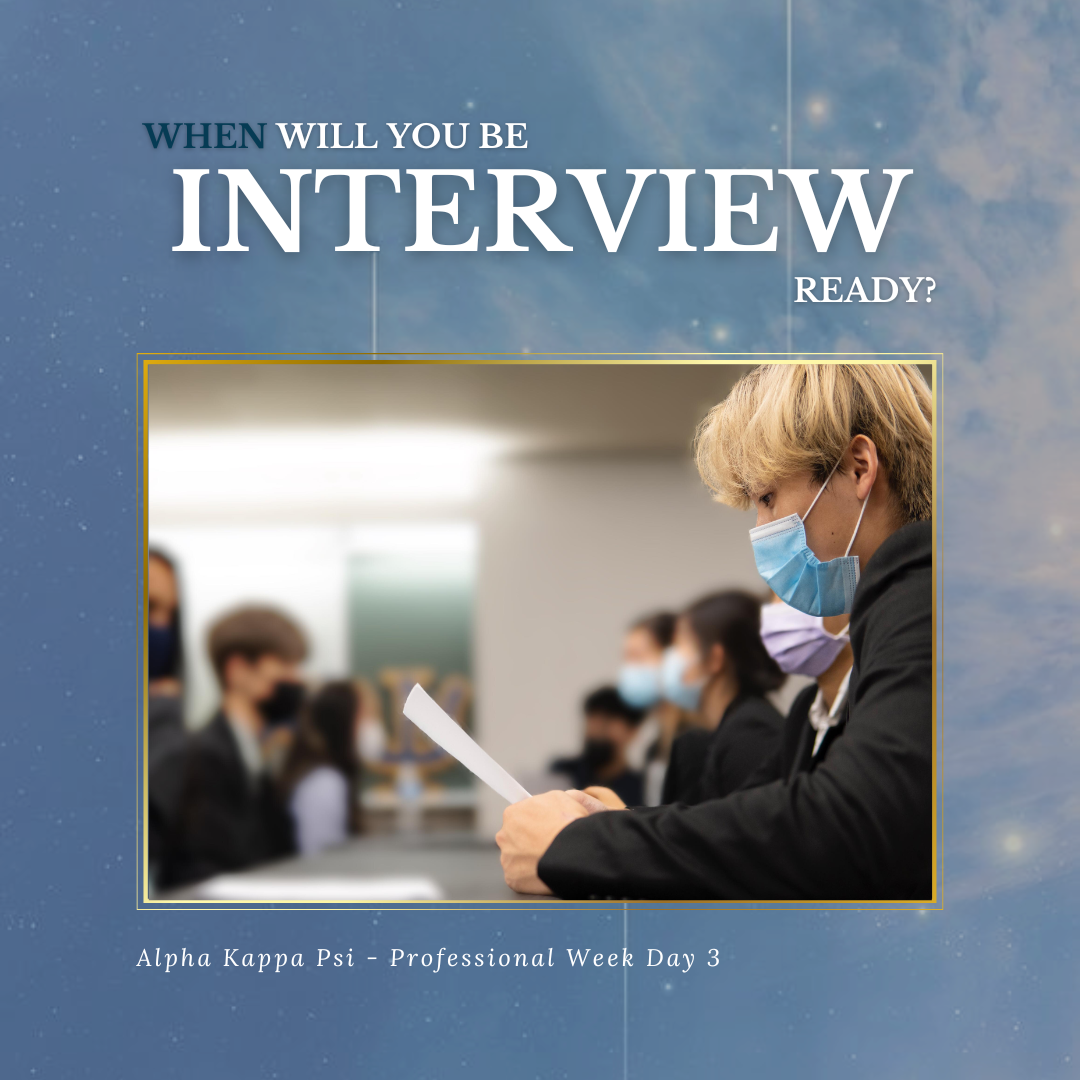 WHEN WILL YOU BE
INTERVIEW
READY?
Alpha Kappa Psi - Professional Week Day 3